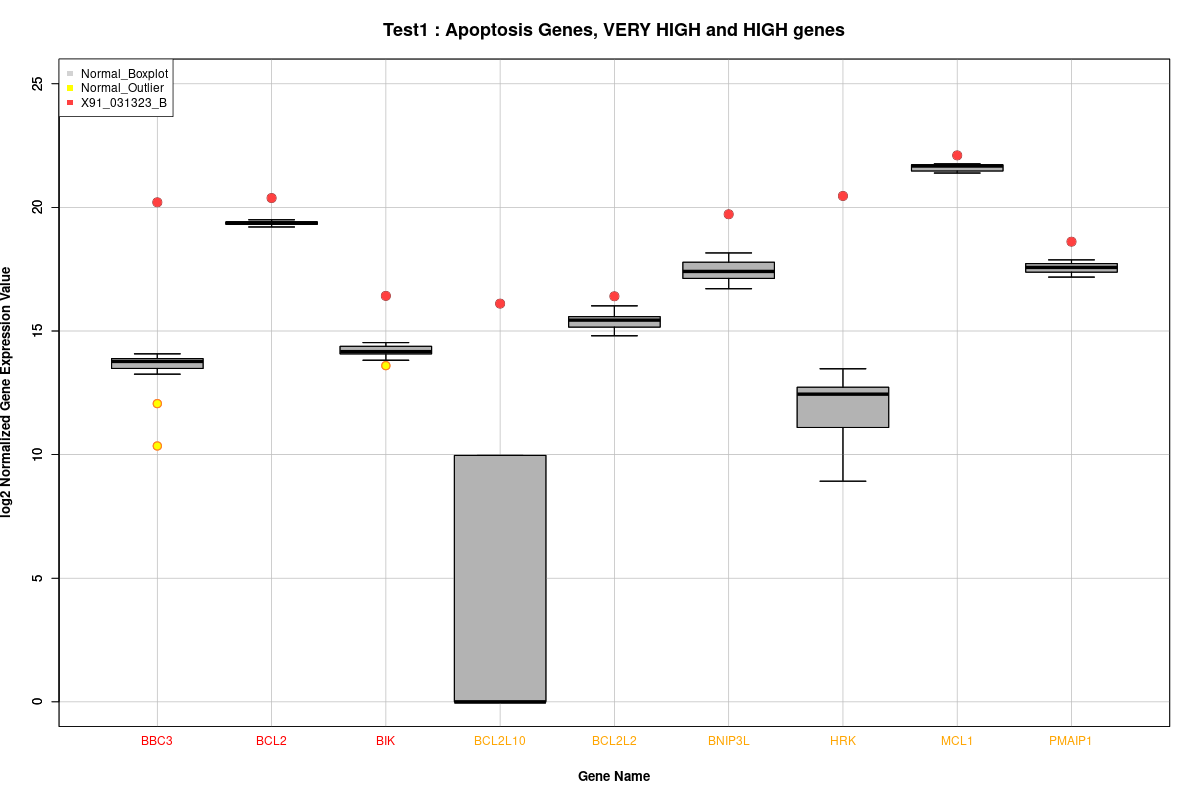 Test1 : Apoptosis Genes, VERY HIGH and HIGH genes
Normal_Boxplot
Normal_Outlier
X91_031323_B
25
20
15
10
5
0
log2 Normalized Gene Expression Value
BBC3 BCL2 BIK BCL2L10 BCL2L2 BNIP3L HRK MCL1 PMAIP1
Gene Name